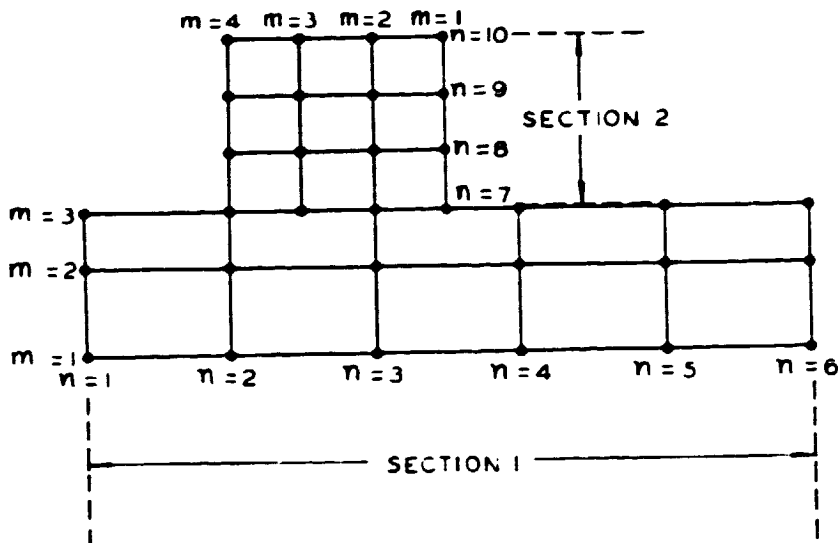 m = 4 m = 3 m = 2 m = 1
n = 10
n = 9
SECTION 2
n = 8
n = 7
m = 3
m = 2
m = 1
n = 1 n = 2 n = 3 n = 4 n = 5 n = 6
SECTION 1